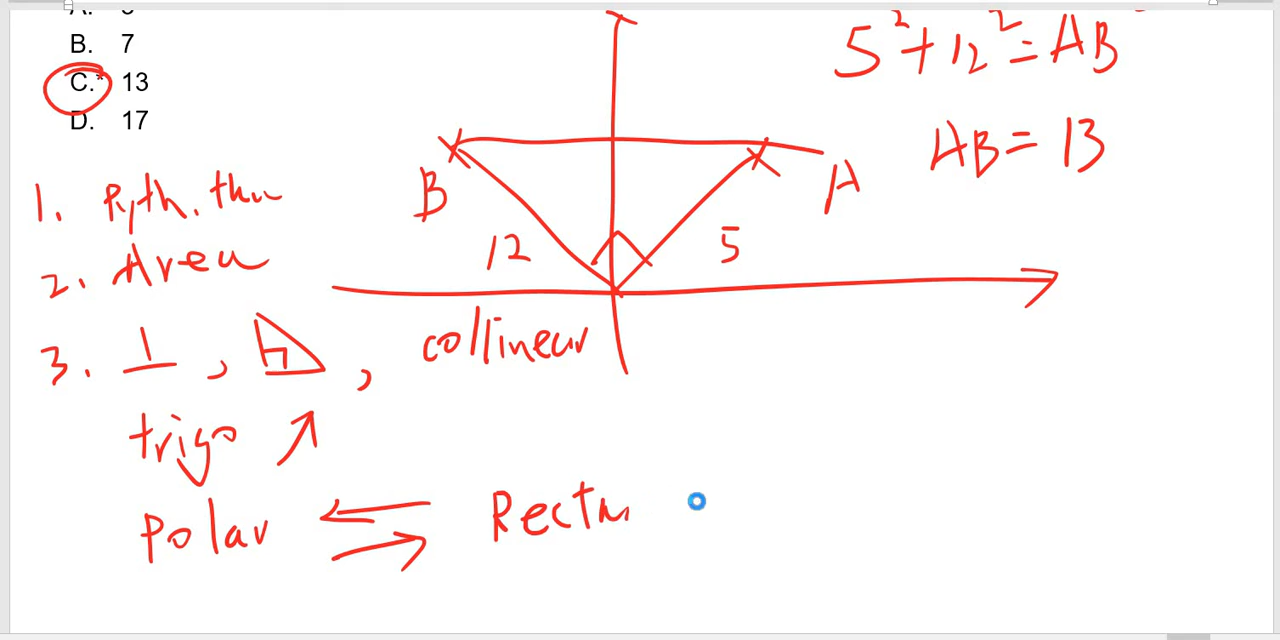 B. 7
C.* 13
D. 17
5²+12²=AB
AB = 13
B
A
12
5
1. Pyth. thm
2. Area
3. ⊥ , , collinear
trigo
Polar ⇌ Rectan